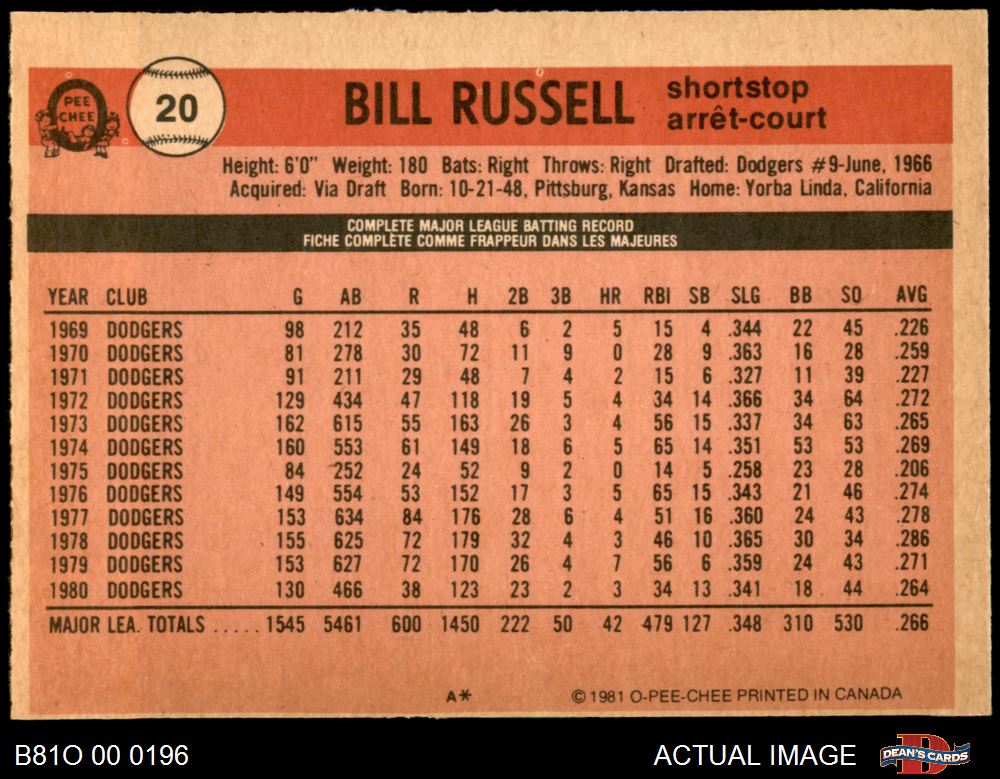 PEE
CHEE
20
BILL RUSSELL
shortstop
arrêt-court
Height: 6'0" Weight: 180 Bats: Right Throws: Right Drafted: Dodgers #9-June, 1966
Acquired: Via Draft Born: 10-21-48, Pittsburg, Kansas Home: Yorba Linda, California
COMPLETE MAJOR LEAGUE BATTING RECORD
FICHE COMPLÈTE COMME FRAPPEUR DANS LES MAJEURES
YEAR CLUB G AB R H 2B 3B HR RBI SB SLG BB SO AVG
1969 DODGERS 98 212 35 48 6 2 5 15 4 .344 22 45 .226
1970 DODGERS 81 278 30 72 11 9 0 28 9 .363 16 28 .259
1971 DODGERS 91 211 29 48 7 4 2 15 6 .327 11 39 .227
1972 DODGERS 129 434 47 118 19 5 4 34 14 .366 34 64 .272
1973 DODGERS 162 615 55 163 26 3 4 56 15 .337 34 63 .265
1974 DODGERS 160 553 61 149 18 6 5 65 14 .351 53 53 .269
1975 DODGERS 84 252 24 52 9 2 0 14 5 .258 23 28 .206
1976 DODGERS 149 554 53 152 17 3 5 65 15 .343 21 46 .274
1977 DODGERS 153 634 84 176 28 6 4 51 16 .360 24 43 .278
1978 DODGERS 155 625 72 179 32 4 3 46 10 .365 30 34 .286
1979 DODGERS 153 627 72 170 26 4 7 56 6 .359 24 43 .271
1980 DODGERS 130 466 38 123 23 2 3 34 13 .341 18 44 .264
MAJOR LEA. TOTALS ..... 1545 5461 600 1450 222 50 42 479 127 .348 310 530 .266
A* © 1981 O-PEE-CHEE PRINTED IN CANADA
B81O 00 0196 ACTUAL IMAGE DEAN'S CARDS